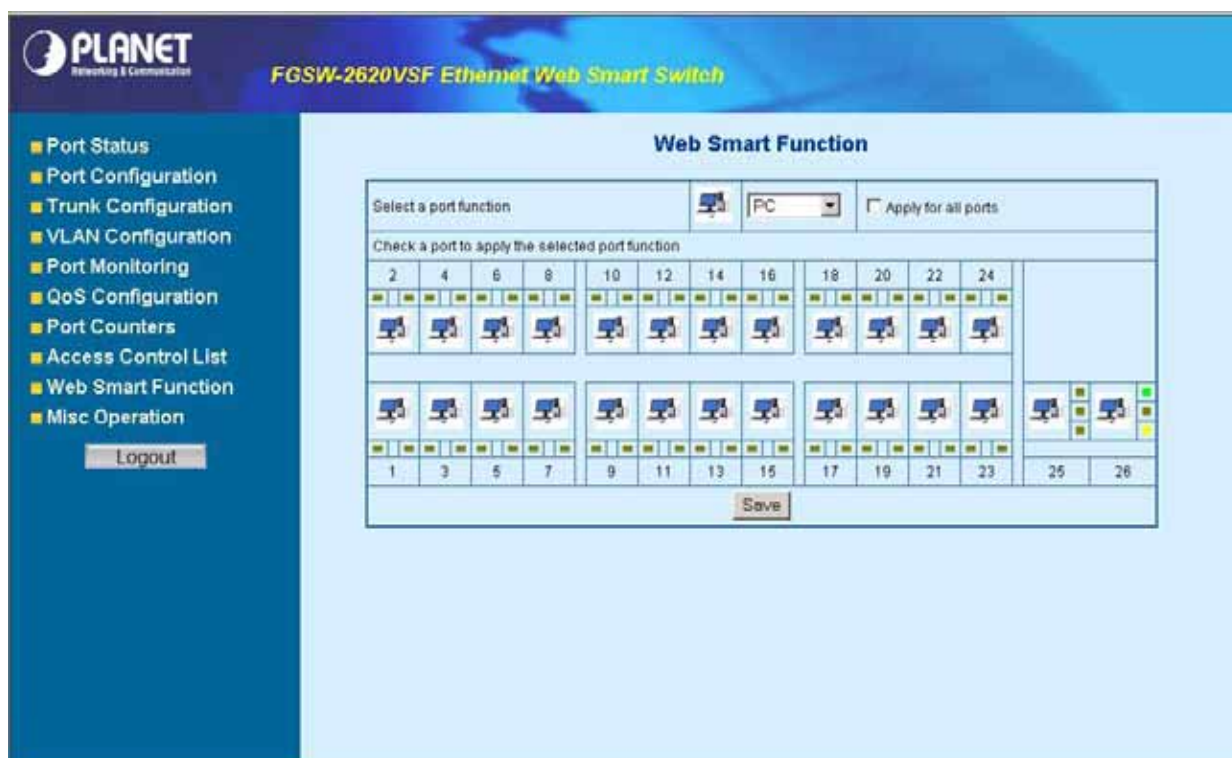 PLANET
Networking & Communication
FGSW-2620VSF Ethernet Web Smart Switch
Port Status
Port Configuration
Trunk Configuration
VLAN Configuration
Port Monitoring
QoS Configuration
Port Counters
Access Control List
Web Smart Function
Misc Operation
Logout
Web Smart Function
Select a port function PC Apply for all ports
Check a port to apply the selected port function
2 4 6 8 10 12 14 16 18 20 22 24
1 3 5 7 9 11 13 15 17 19 21 23 25 26
Save